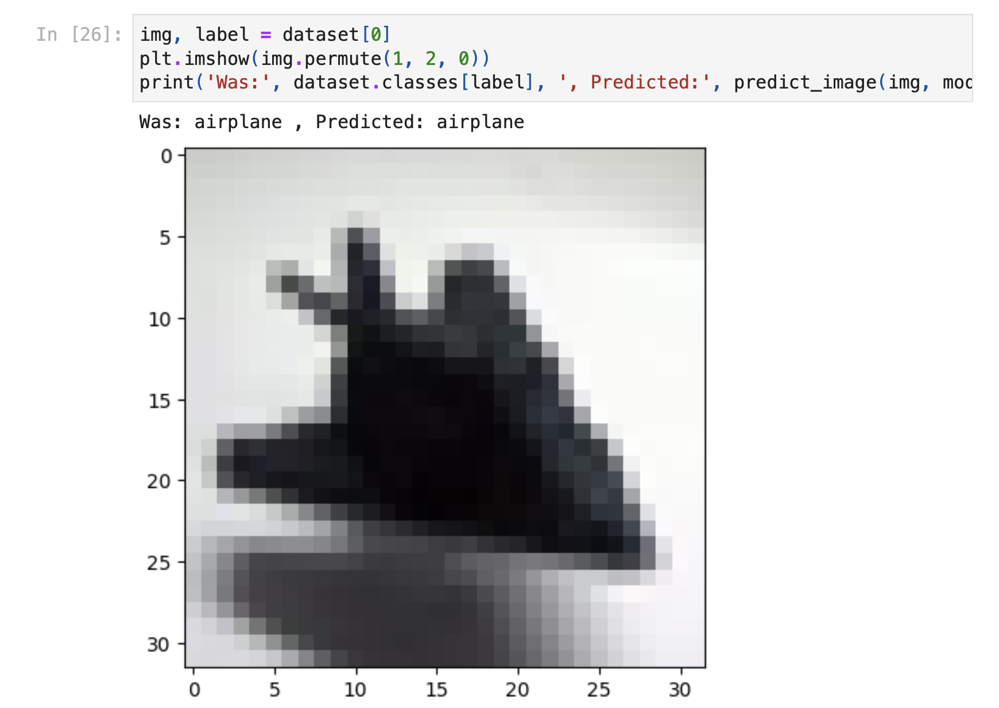 In [26]:
img, label = dataset[0]
plt.imshow(img.permute(1, 2, 0))
print('Was:', dataset.classes[label], ', Predicted:', predict_image(img, mod
Was: airplane , Predicted: airplane
0
5
10
15
20
25
30
0 5 10 15 20 25 30